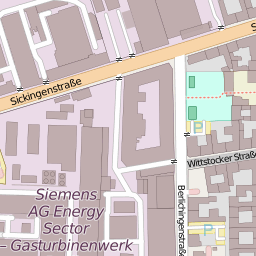 S
Sickingenstraße
P
Wittstocker Straße
Siemens
AG Energy
Sector
– Gasturbinenwerk
Berlichingenstraße
P
P